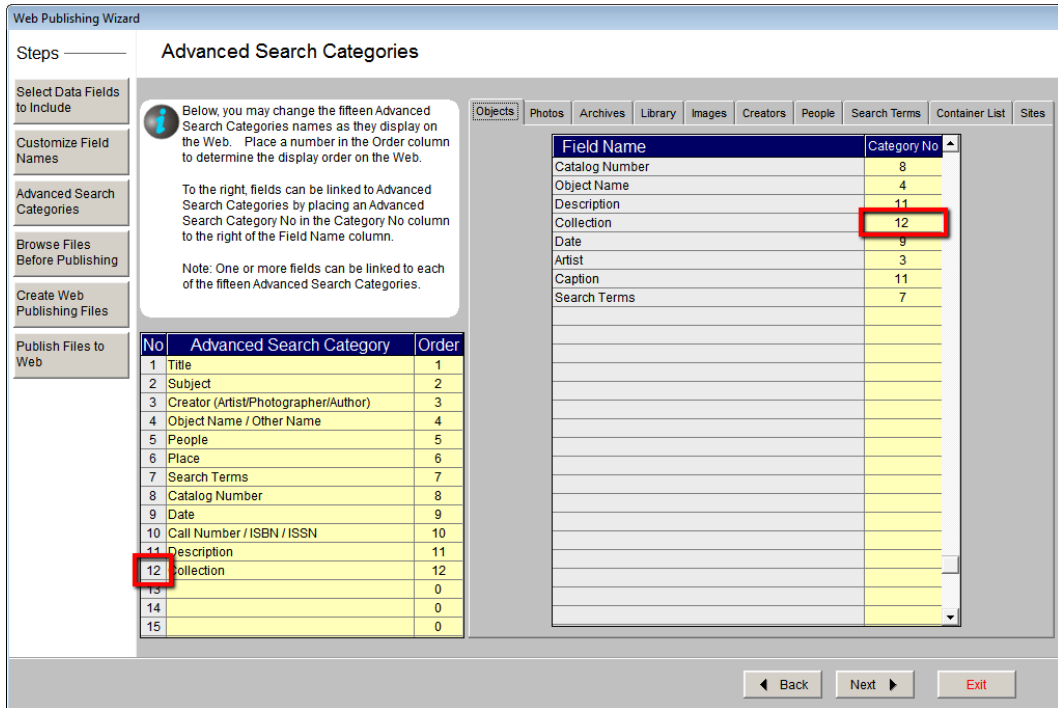 Web Publishing Wizard
Steps
Advanced Search Categories
Select Data Fields
to Include
Customize Field
Names
Advanced Search
Categories
Browse Files
Before Publishing
Create Web
Publishing Files
Publish Files to
Web
Below, you may change the fifteen Advanced
Search Categories names as they display on
the Web. Place a number in the Order column
to determine the display order on the Web.
To the right, fields can be linked to Advanced
Search Categories by placing an Advanced
Search Category No in the Category No column
to the right of the Field Name column.
Note: One or more fields can be linked to each
of the fifteen Advanced Search Categories.
No Advanced Search Category Order
1 Title 1
2 Subject 2
3 Creator (Artist/Photographer/Author) 3
4 Object Name / Other Name 4
5 People 5
6 Place 6
7 Search Terms 7
8 Catalog Number 8
9 Date 9
10 Call Number / ISBN / ISSN 10
11 Description 11
12 Collection 12
13 0
14 0
15 0
Objects Photos Archives Library Images Creators People Search Terms Container List Sites
Field Name Category No
Catalog Number 8
Object Name 4
Description 11
Collection 12
Date 9
Artist 3
Caption 11
Search Terms 7
Back Next Exit